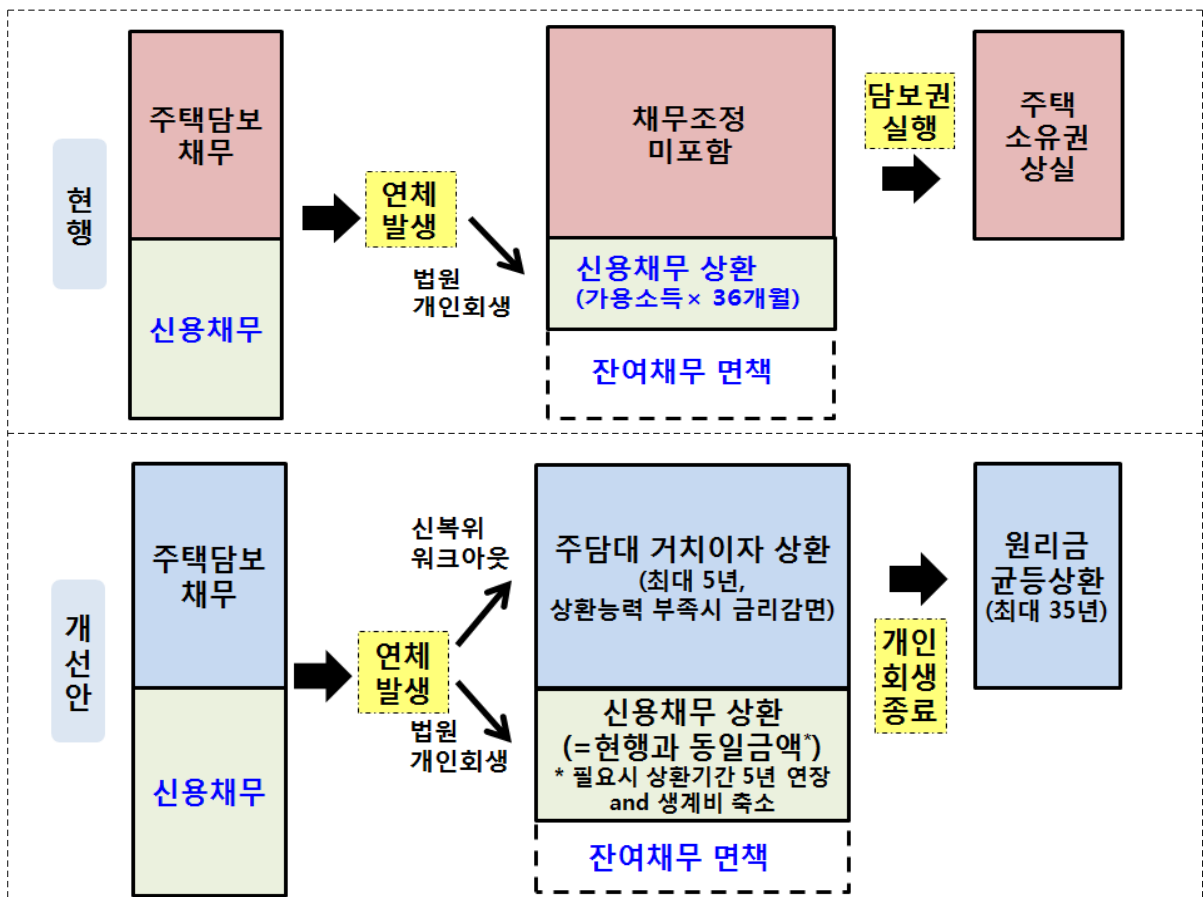 현행
주택담보
채무
신용채무
연체
발생
법원
개인회생
채무조정
미포함
신용채무 상환
(가용소득× 36개월)
잔여채무 면책
담보권
실행
주택
소유권
상실
개선안
주택담보
채무
신용채무
연체
발생
신복위
워크아웃
법원
개인회생
주담대 거치이자 상환
(최대 5년,
상환능력 부족시 금리감면)
신용채무 상환
(=현행과 동일금액*)
* 필요시 상환기간 5년 연장
and 생계비 축소
잔여채무 면책
개인
회생
종료
원리금
균등상환
(최대 35년)